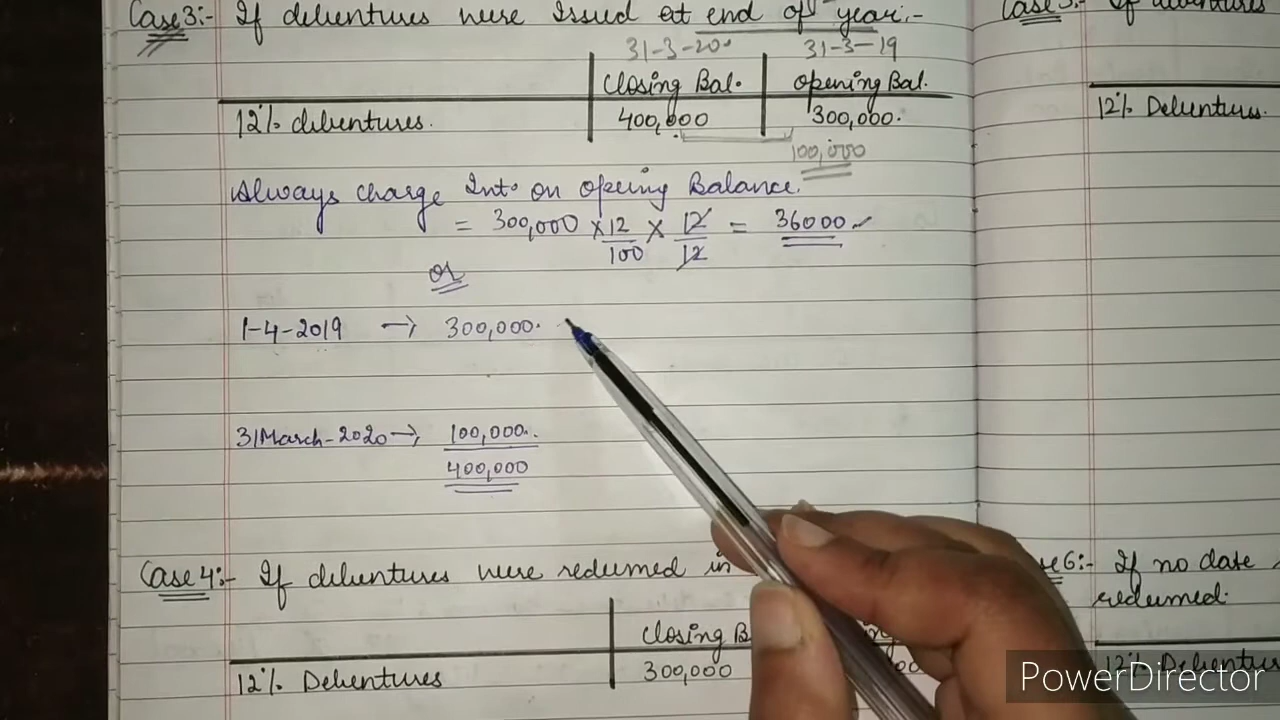 Case 3:- If debentures were Issued at end of year:-
31-3-20 31-3-19
Closing Bal. Opening Bal.
12% debentures. 400,000 300,000.
100,000
Always charge Int. on Opening Balance.
= 300,000 × 12/100 × 12/12 = 36000
or
1-4-2019 → 300,000.
31 March-2020 → 100,000.
400,000
Case 4:- If debentures were redeemed in
Closing B
12% Debentures 300,000
Case 5:- If debentures
12% Debentures.
6:- If no date
redeemed.
12% Debentures
PowerDirector